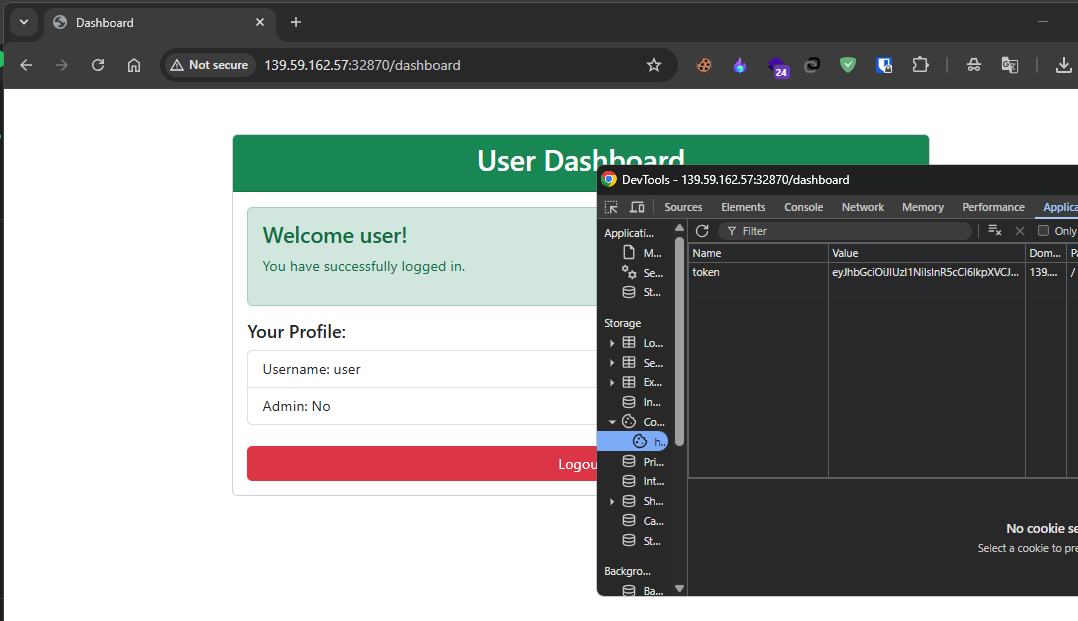 Dashboard
Not secure
139.59.162.57:32870/dashboard
24
User Dashboard
Welcome user!
You have successfully logged in.
Your Profile:
Username: user
Admin: No
Logou
DevTools - 139.59.162.57:32870/dashboard
Sources Elements Console Network Memory Performance Applica
Applicati...
M...
Se...
St...
Storage
Lo...
Se...
Ex...
In...
Co...
h...
Pri...
Int...
Sh...
Ca...
St...
Backgro...
Ba...
Filter
Only
Name Value Dom... P
token eyJhbGciOiJIUzI1NiIsInR5cCI6IkpXVCJ... 139.... /
No cookie se
Select a cookie to pre